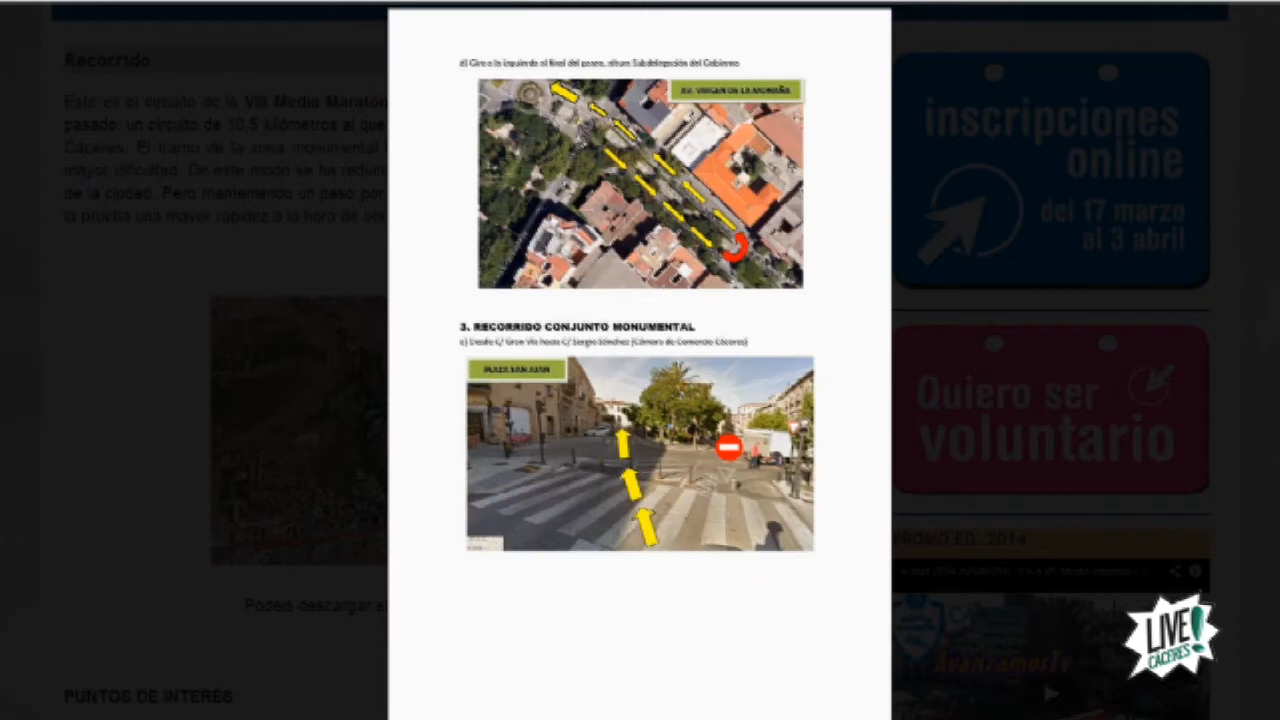 Recorrido
Este es el circuito de la VIII Media Maratón
pasado, un circuito de 10,5 kilómetros al que
Cáceres. El tramo de la zona monumental
mayor dificultad. De este modo se ha reduc
de la ciudad. Pero manteniendo un paso por
la prueba una mayor rapidez a la hora de
Podeis descargar e
PUNTOS DE INTERÉS
d) Giro a la izquierda al final del paseo, altura Subdelegación del Gobierno
AV. VIRGEN DE LA MONTAÑA
3. RECORRIDO CONJUNTO MONUMENTAL
a) Desde C/ Gran Vía hacia C/ Sergio Sánchez (Cámara de Comercio Cáceres)
PLAZA SAN JUAN
inscripciones
online
del 17 marzo
al 3 abril
Quiero ser
voluntario
PROMO ED. 2014
AvanzamosTv
LIVE!
CÁCERES